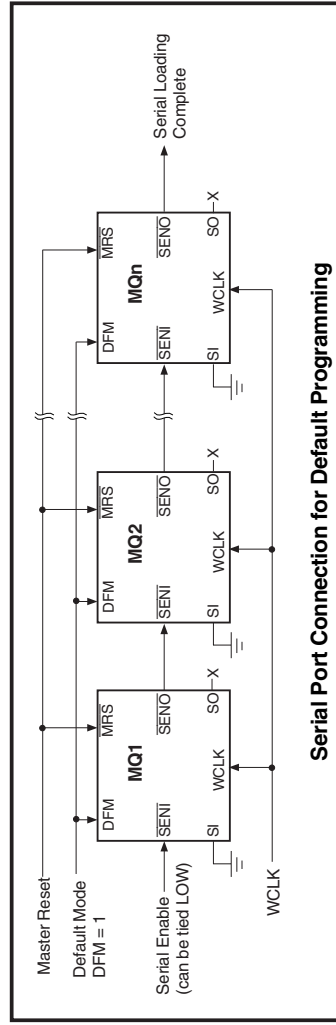 Master Reset
Default Mode
DFM = 1
DFM
MRS
MQ1
SENI
SENO
SI
WCLK
SO
X
DFM
MRS
MQ2
SENI
SENO
SI
WCLK
SO
X
DFM
MRS
MQn
SENI
SENO
SI
WCLK
SO
X
Serial Enable
(can be tied LOW)
Serial Loading
Complete
WCLK
Serial Port Connection for Default Programming